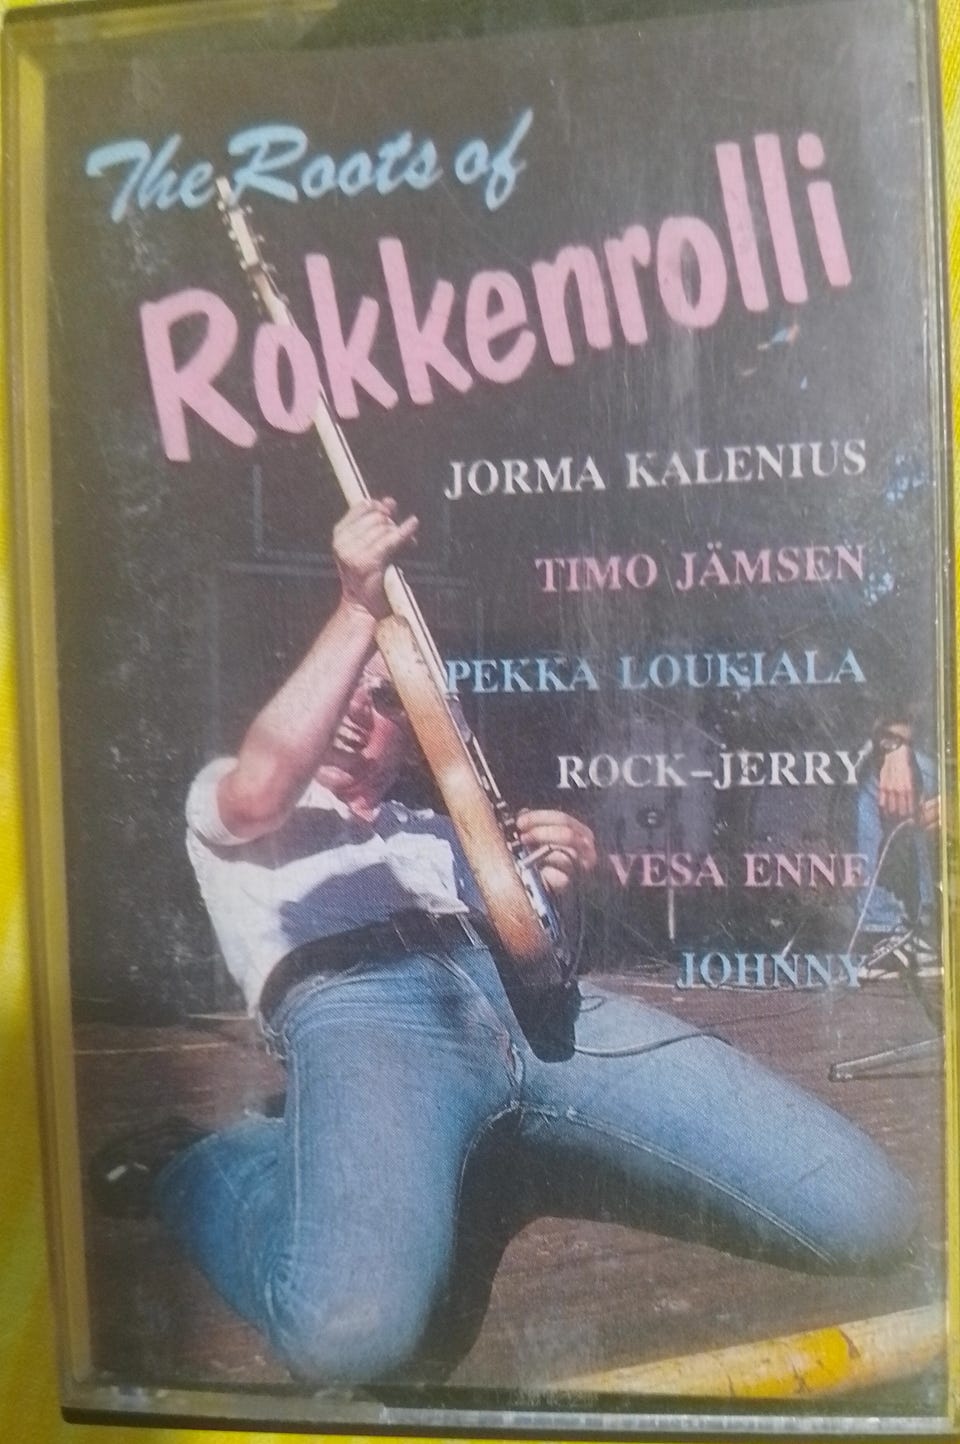 The Roots of
Rokkenrolli
JORMA KALENIUS
TIMO JÄMSEN
PEKKA LOUKIALA
ROCK-JERRY
VESA ENNE
JOHNNY